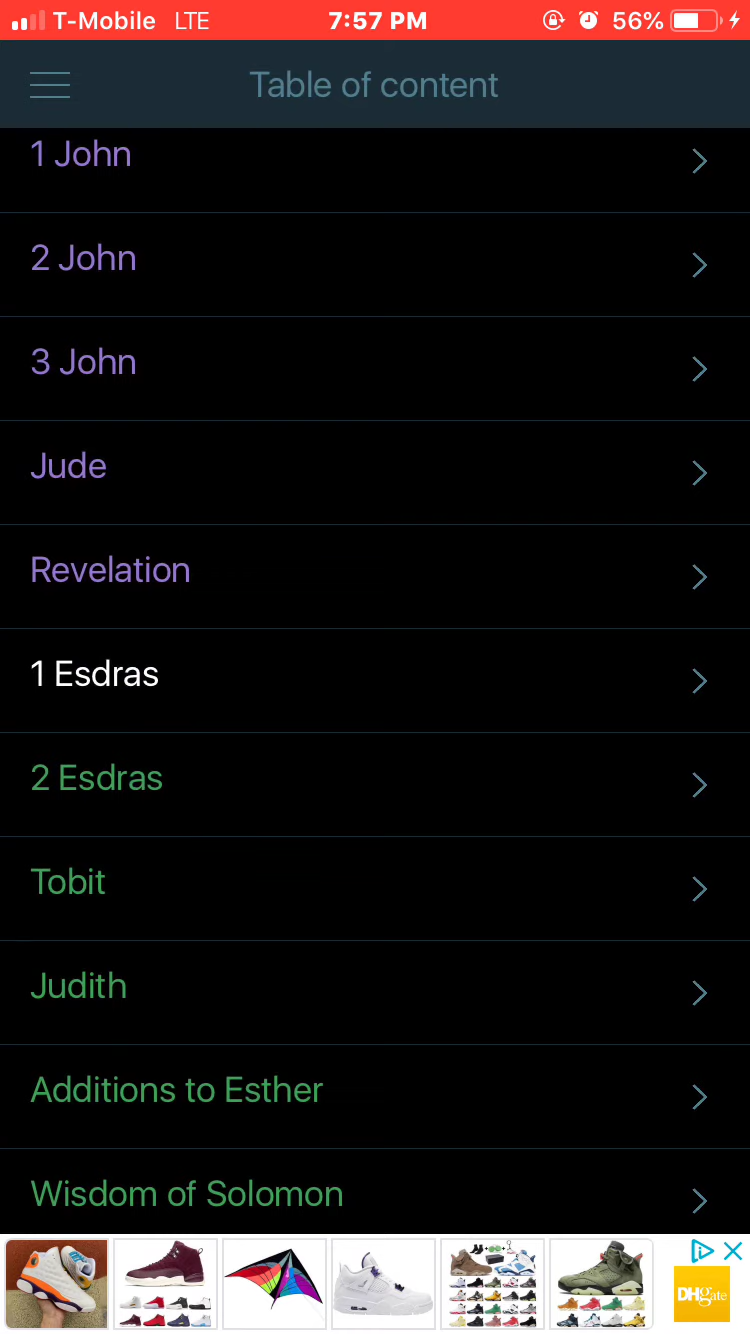 T-Mobile LTE 7:57 PM 56%
Table of content
1 John
2 John
3 John
Jude
Revelation
1 Esdras
2 Esdras
Tobit
Judith
Additions to Esther
Wisdom of Solomon
DHgate